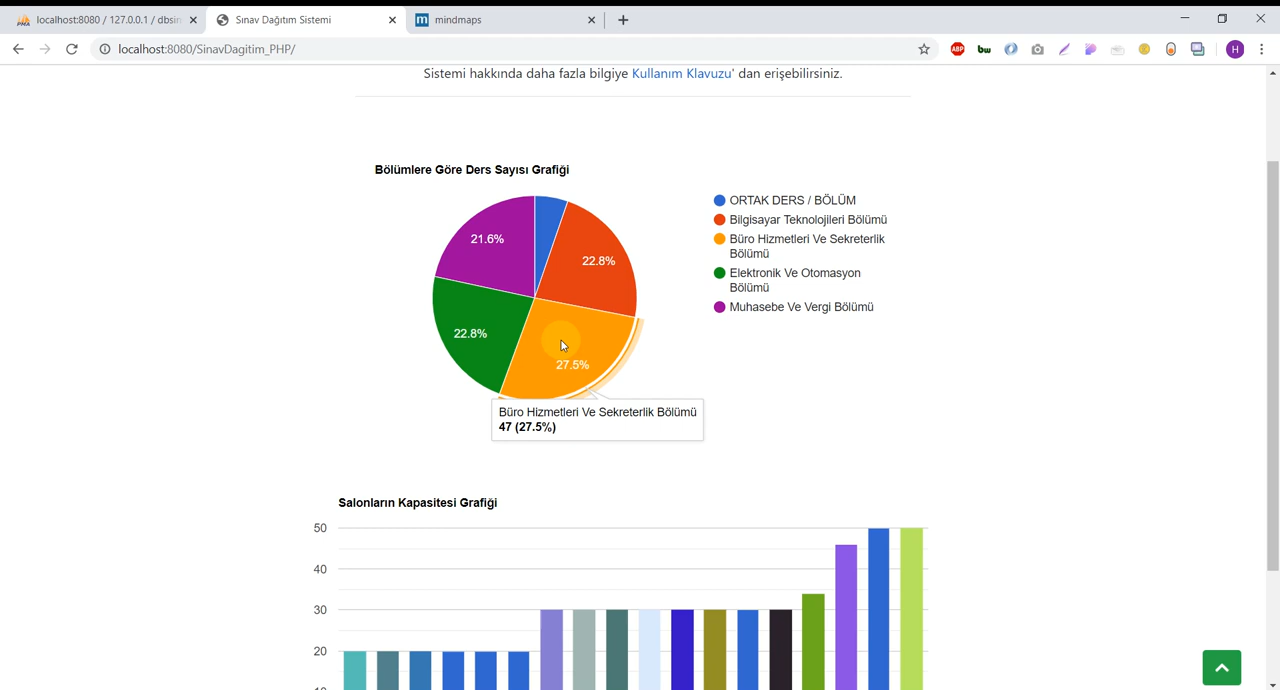 localhost:8080 / 127.0.0.1 / dbsin
Sınav Dağıtım Sistemi
mindmaps
localhost:8080/SinavDagitim_PHP/
ABP
bw
H
Sistemi hakkında daha fazla bilgiye Kullanım Klavuzu' dan erişebilirsiniz.
Bölümlere Göre Ders Sayısı Grafiği
21.6%
22.8%
22.8%
27.5%
ORTAK DERS / BÖLÜM
Bilgisayar Teknolojileri Bölümü
Büro Hizmetleri Ve Sekreterlik
Bölümü
Elektronik Ve Otomasyon
Bölümü
Muhasebe Ve Vergi Bölümü
Büro Hizmetleri Ve Sekreterlik Bölümü
47 (27.5%)
Salonların Kapasitesi Grafiği
50
40
30
20